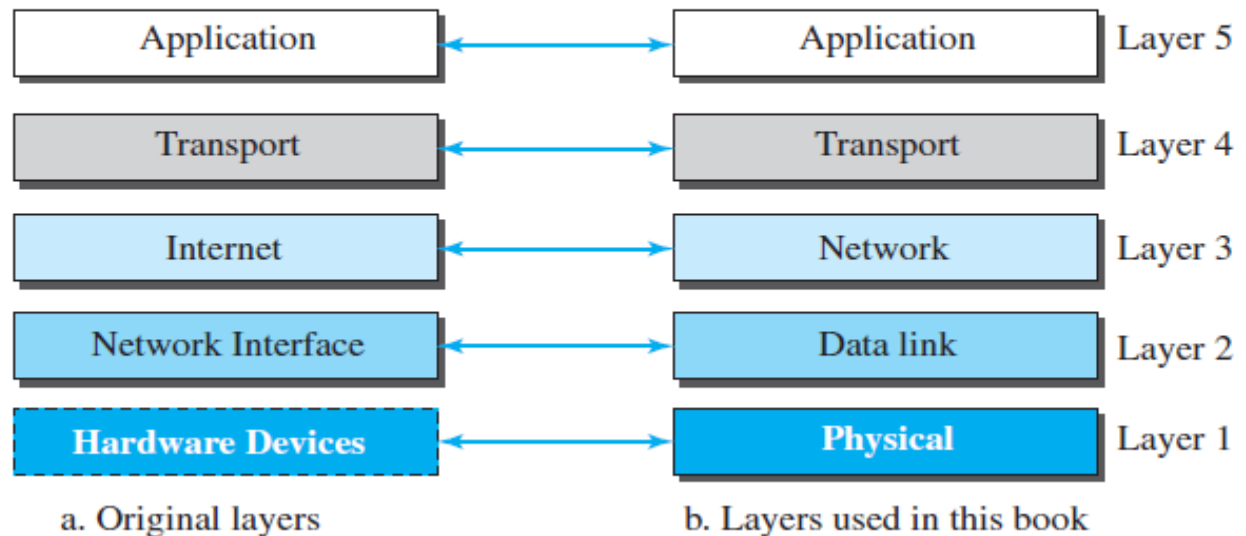 Application Application Layer 5
Transport Transport Layer 4
Internet Network Layer 3
Network Interface Data link Layer 2
Hardware Devices Physical Layer 1
a. Original layers b. Layers used in this book